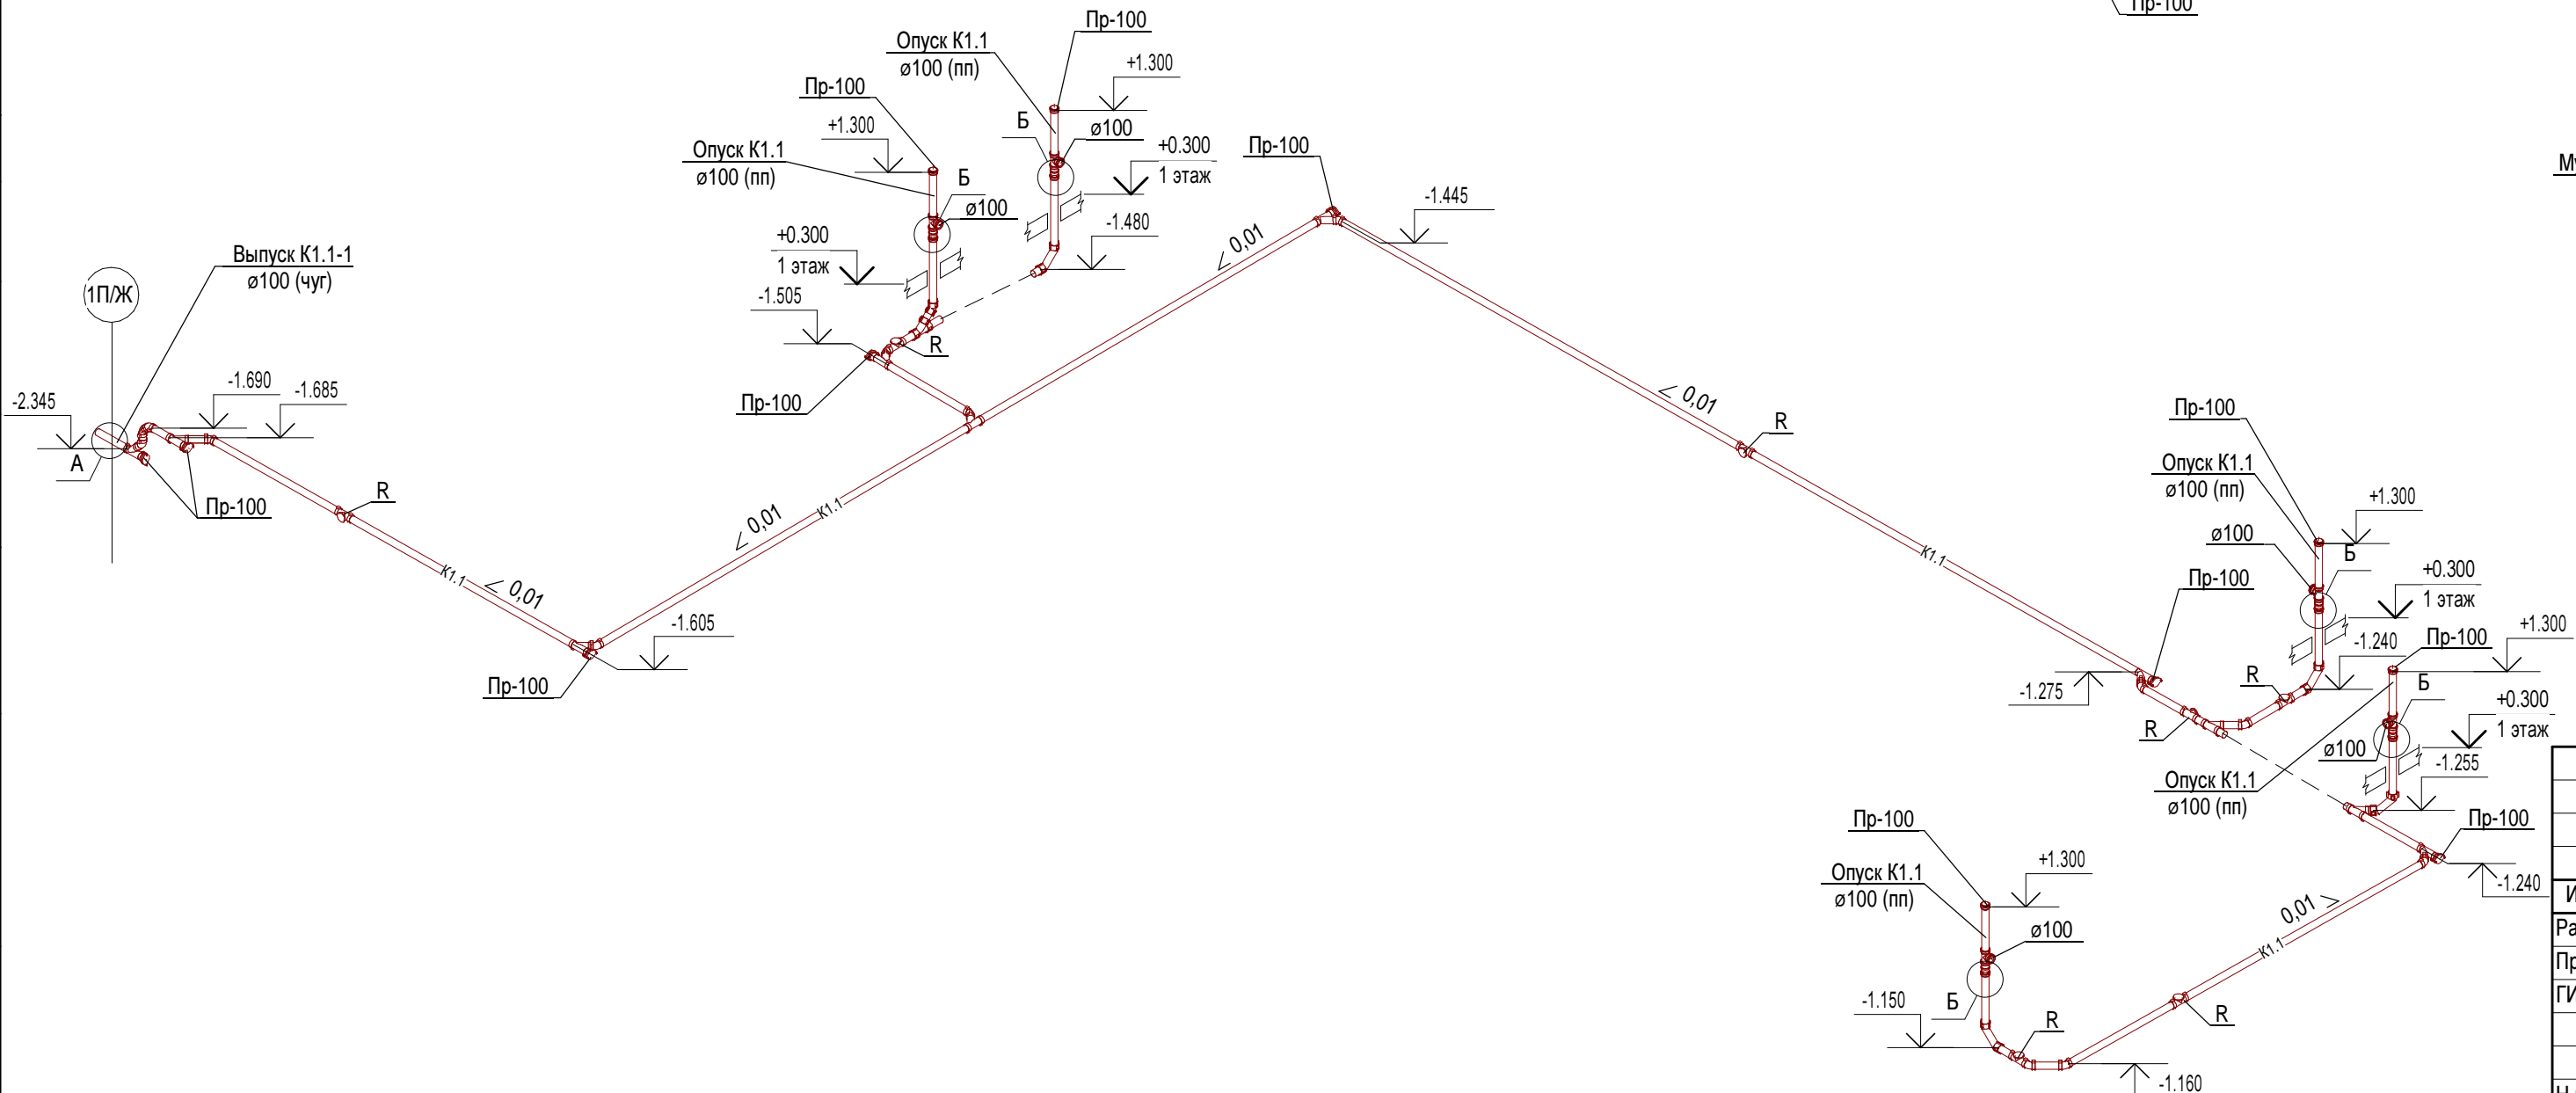 Пр-100
Пр-100
Опуск К1.1
ø100 (пп)
+1.300
Пр-100
Б
ø100
+1.300
+0.300
1 этаж
Пр-100
Опуск К1.1
ø100 (пп)
Б
ø100
-1.480
-1.445
+0.300
1 этаж
< 0,01
Выпуск К1.1-1
ø100 (чуг)
1П/Ж
-1.505
R
-2.345
-1.690
-1.685
Пр-100
< 0,01
R
А
Пр-100
R
< 0,01
К1.1
К1.1
К1.1
< 0,01
-1.605
Пр-100
Пр-100
Опуск К1.1
ø100 (пп)
+1.300
ø100
Б
Пр-100
+0.300
1 этаж
-1.240
Пр-100
+1.300
-1.275
R
Б
R
+0.300
1 этаж
ø100
-1.255
Опуск К1.1
ø100 (пп)
Пр-100
Пр-100
+1.300
Опуск К1.1
ø100 (пп)
-1.240
0,01 >
ø100
К1.1
Б
-1.150
R
R
-1.160